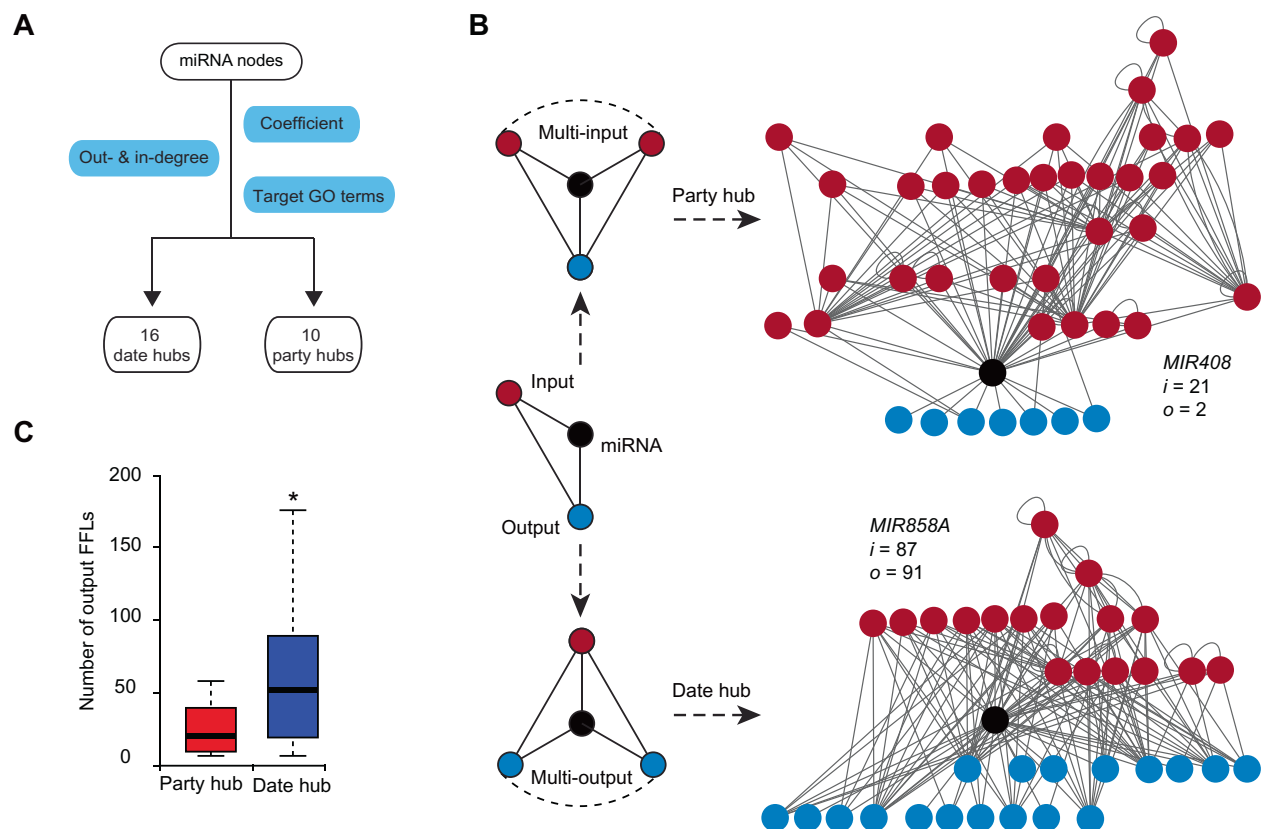 A
miRNA nodes
Coefficient
Out- & in-degree
Target GO terms
16
date hubs
10
party hubs
B
Multi-input
Party hub
Input
miRNA
Output
Multi-output
Date hub
MIR408
i = 21
o = 2
MIR858A
i = 87
o = 91
C
Number of output FFLs
200
150
100
50
0
*
Party hub
Date hub